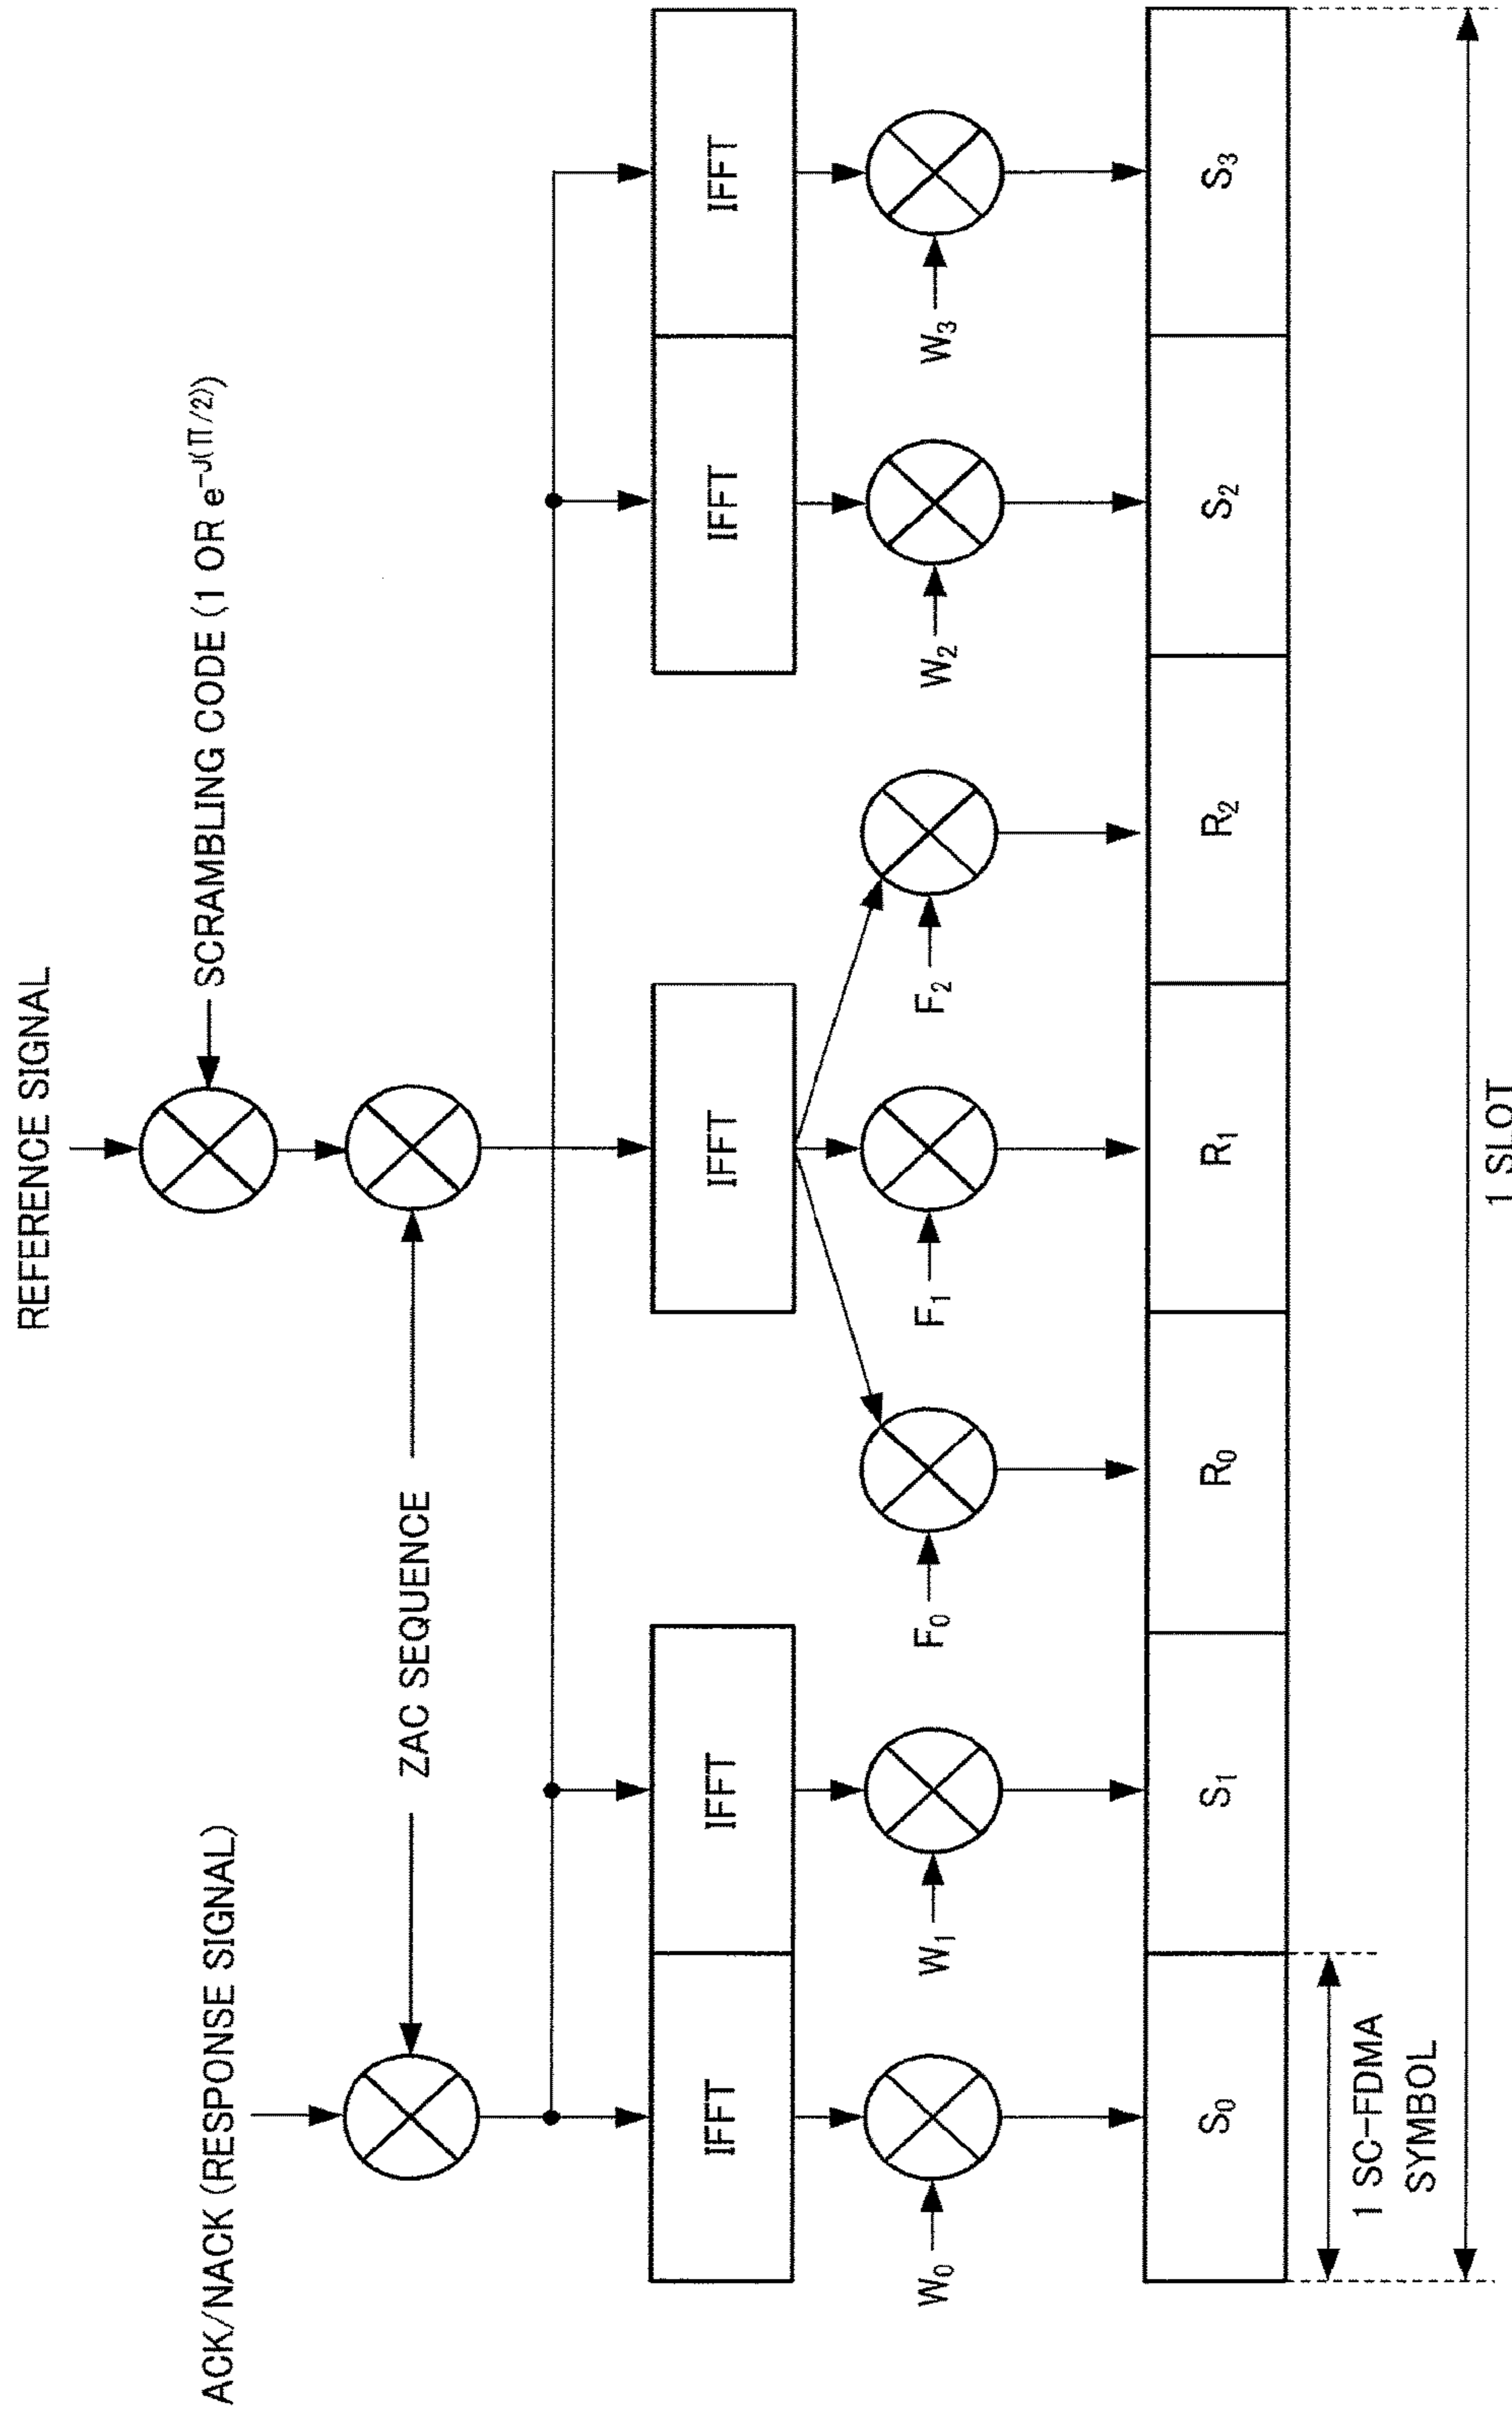 REFERENCE SIGNAL
SCRAMBLING CODE (1 OR e^-J(π/2))
ACK/NACK (RESPONSE SIGNAL)
ZAC SEQUENCE
IFFT
IFFT
IFFT
IFFT
IFFT
W0
W1
F0
F1
F2
W2
W3
S0
S1
R0
R1
R2
S2
S3
1 SC-FDMA
SYMBOL
1 SLOT